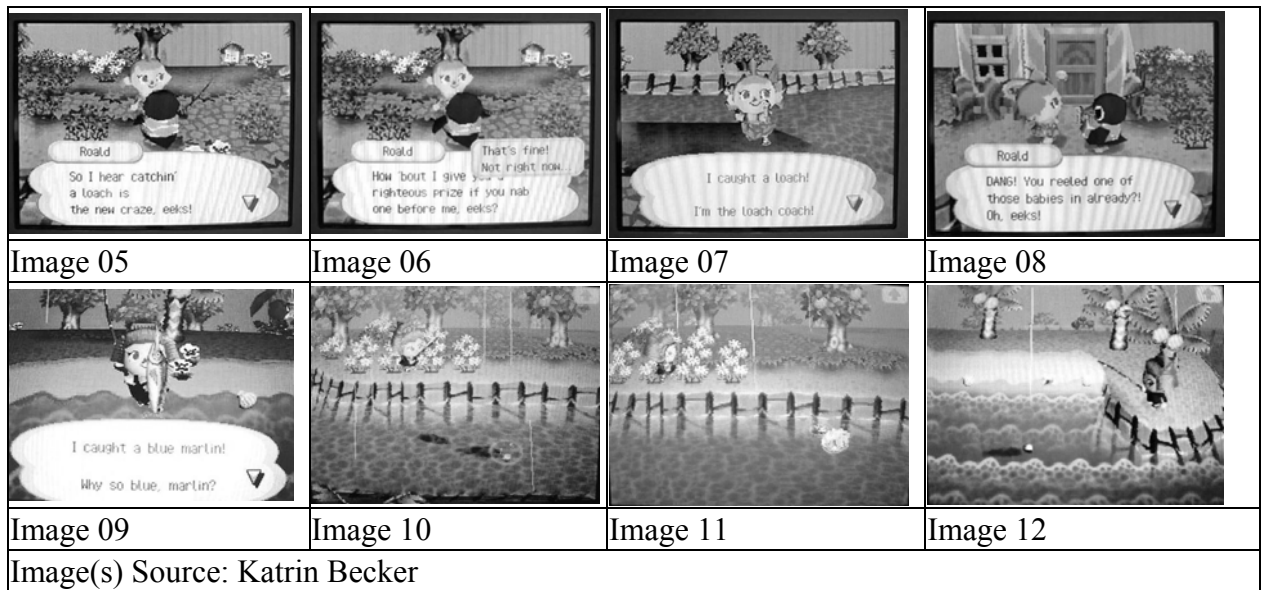 Roald
So I hear catchin'
a loach is
the new craze, eeks!
Roald
That's fine!
Not right now...
How 'bout I give
righteous prize if you nab
one before me, eeks?
I caught a loach!
I'm the loach coach!
Roald
DANG! You reeled one of
those babies in already?!
Oh, eeks!
Image 05
Image 06
Image 07
Image 08
I caught a blue marlin!
Why so blue, marlin?
Image 09
Image 10
Image 11
Image 12
Image(s) Source: Katrin Becker